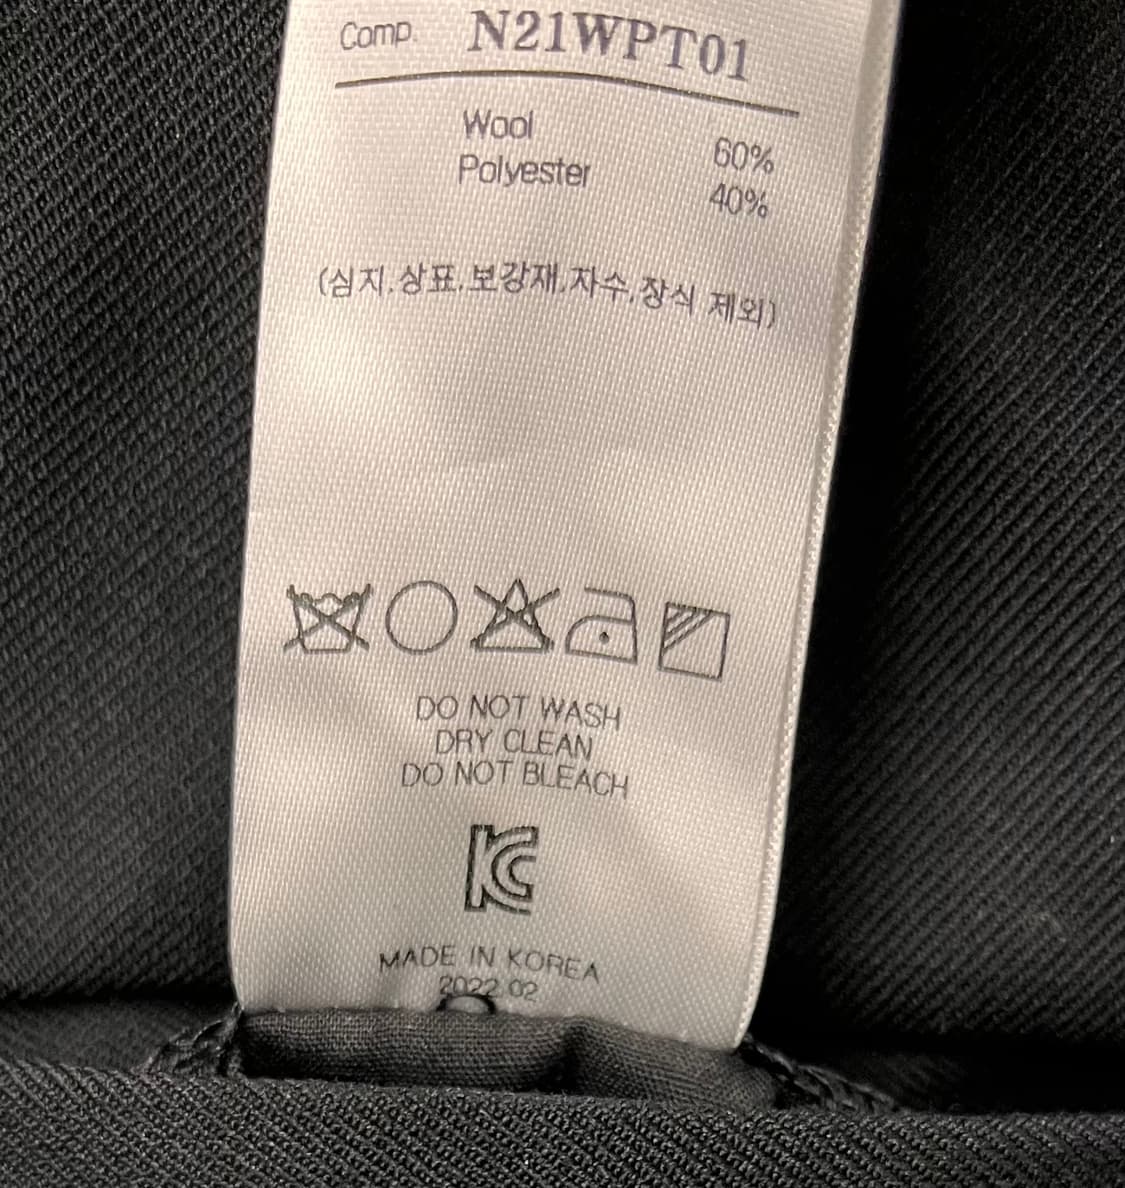 Comp. N21WPT01
Wool 60%
Polyester 40%
(심지.상표.보강재.자수.장식 제외)
DO NOT WASH
DRY CLEAN
DO NOT BLEACH
KC
MADE IN KOREA
2022.02